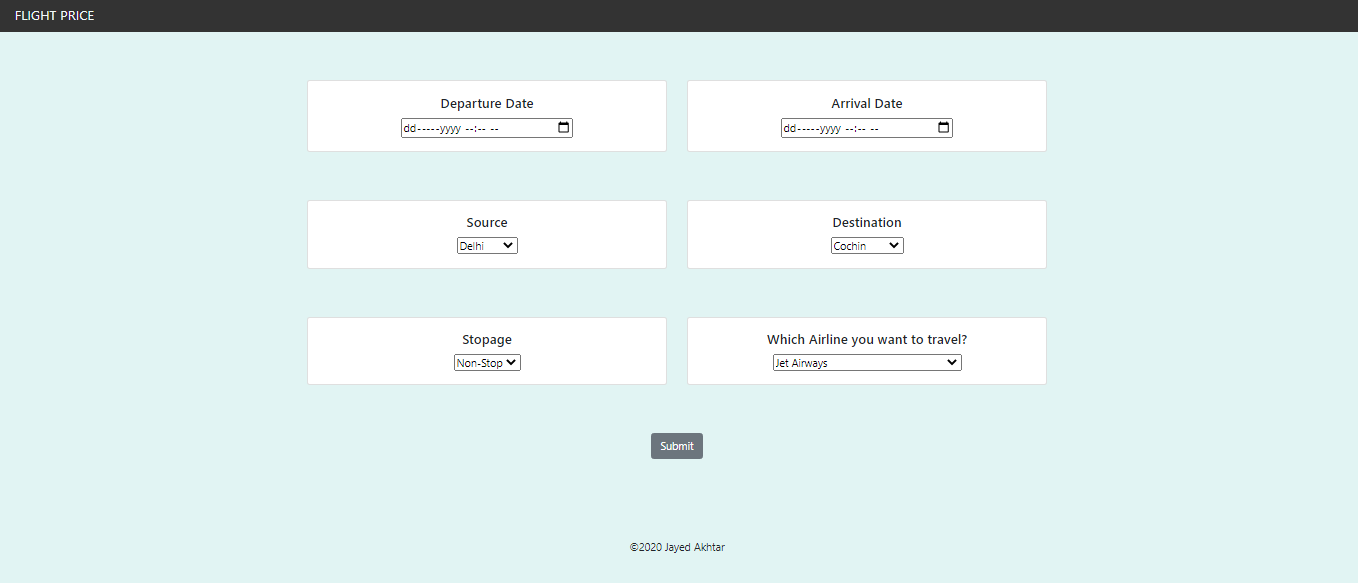 FLIGHT PRICE
Departure Date Arrival Date
dd-----yyyy --:-- -- dd-----yyyy --:-- --
Source Destination
Delhi Cochin
Stopage Which Airline you want to travel?
Non-Stop Jet Airways
Submit
©2020 Jayed Akhtar